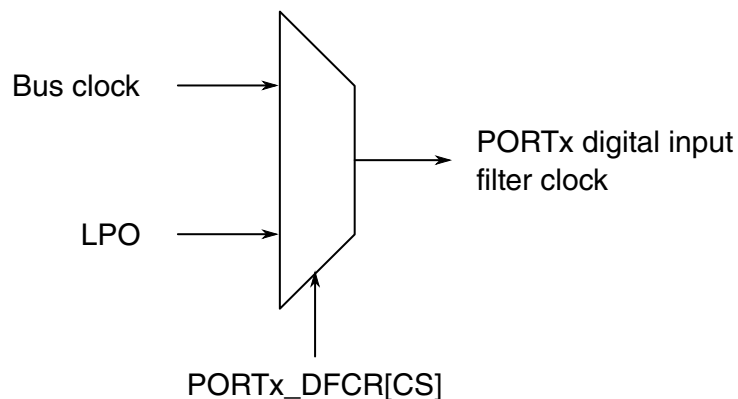 Bus clock
PORTx digital input
filter clock
LPO
PORTx_DFCR[CS]